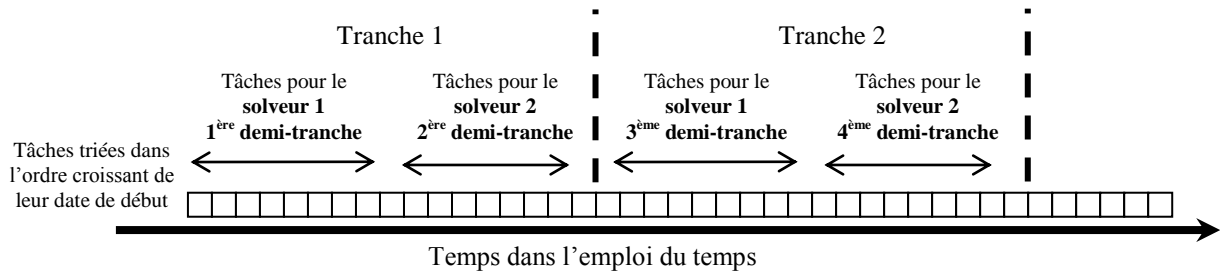 Tranche 1
Tranche 2
Tâches pour le
solveur 1
1ère demi-tranche
Tâches pour le
solveur 2
2ère demi-tranche
Tâches pour le
solveur 1
3ème demi-tranche
Tâches pour le
solveur 2
4ème demi-tranche
Tâches triées dans
l’ordre croissant de
leur date de début
Temps dans l’emploi du temps